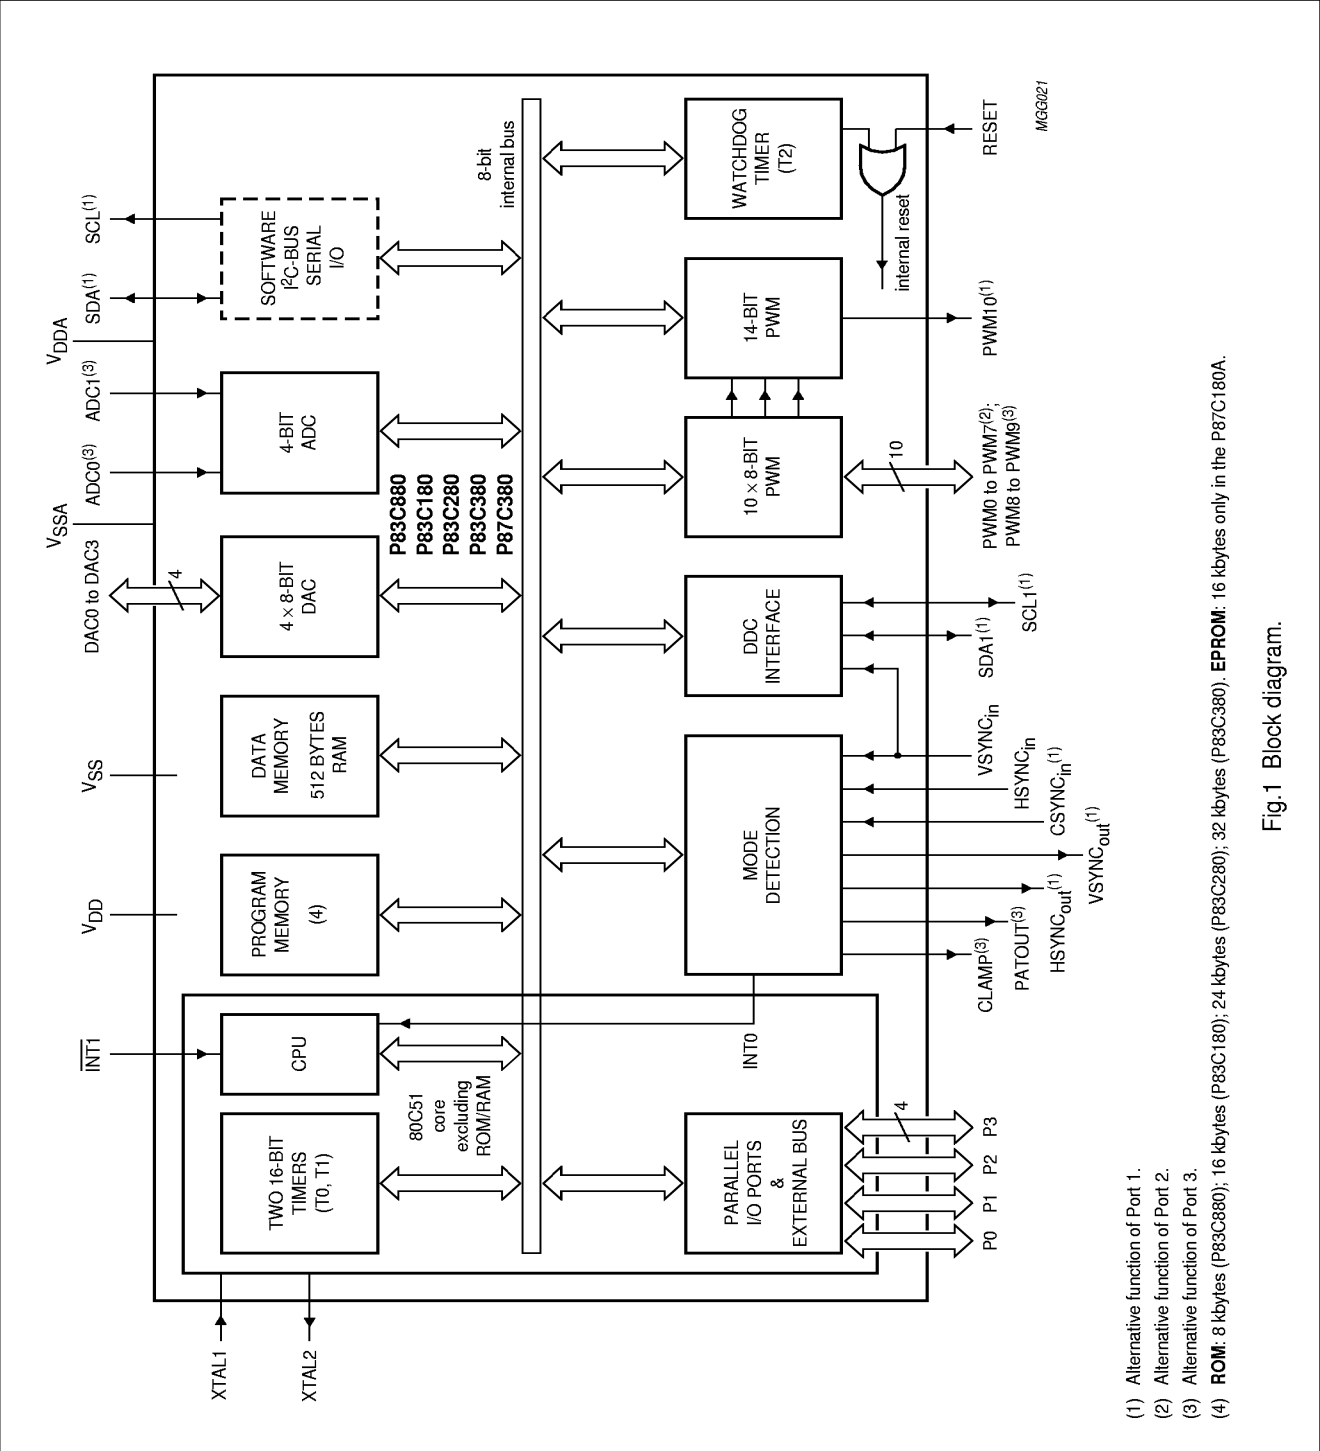 XTAL1
XTAL2
INT1
VDD
VSS
DAC0 to DAC3
VSSA
ADC0(3)
ADC1(3)
VDDA
SDA(1)
SCL(1)
4
TWO 16-BIT
TIMERS
(T0, T1)
CPU
PROGRAM
MEMORY
(4)
DATA
MEMORY
512 BYTES
RAM
4 × 8-BIT
DAC
4-BIT
ADC
SOFTWARE
I2C-BUS
SERIAL
I/O
80C51
core
excluding
ROM/RAM
P83C880
P83C180
P83C280
P83C380
P87C380
8-bit
internal bus
PARALLEL
I/O PORTS
&
EXTERNAL BUS
INT0
MODE
DETECTION
DDC
INTERFACE
10 × 8-BIT
PWM
14-BIT
PWM
WATCHDOG
TIMER
(T2)
4
10
internal reset
P0
P1
P2
P3
CLAMP(3)
PATOUT(3)
HSYNCout(1)
VSYNCout(1)
CSYNCin(1)
HSYNCin
VSYNCin
SDA1(1)
SCL1(1)
PWM0 to PWM7(2);
PWM8 to PWM9(3)
PWM10(1)
RESET
MGG021
(1) Alternative function of Port 1.
(2) Alternative function of Port 2.
(3) Alternative function of Port 3.
(4) ROM: 8 kbytes (P83C880); 16 kbytes (P83C180); 24 kbytes (P83C280); 32 kbytes (P83C380). EPROM: 16 kbytes only in the P87C180A.
Fig.1 Block diagram.